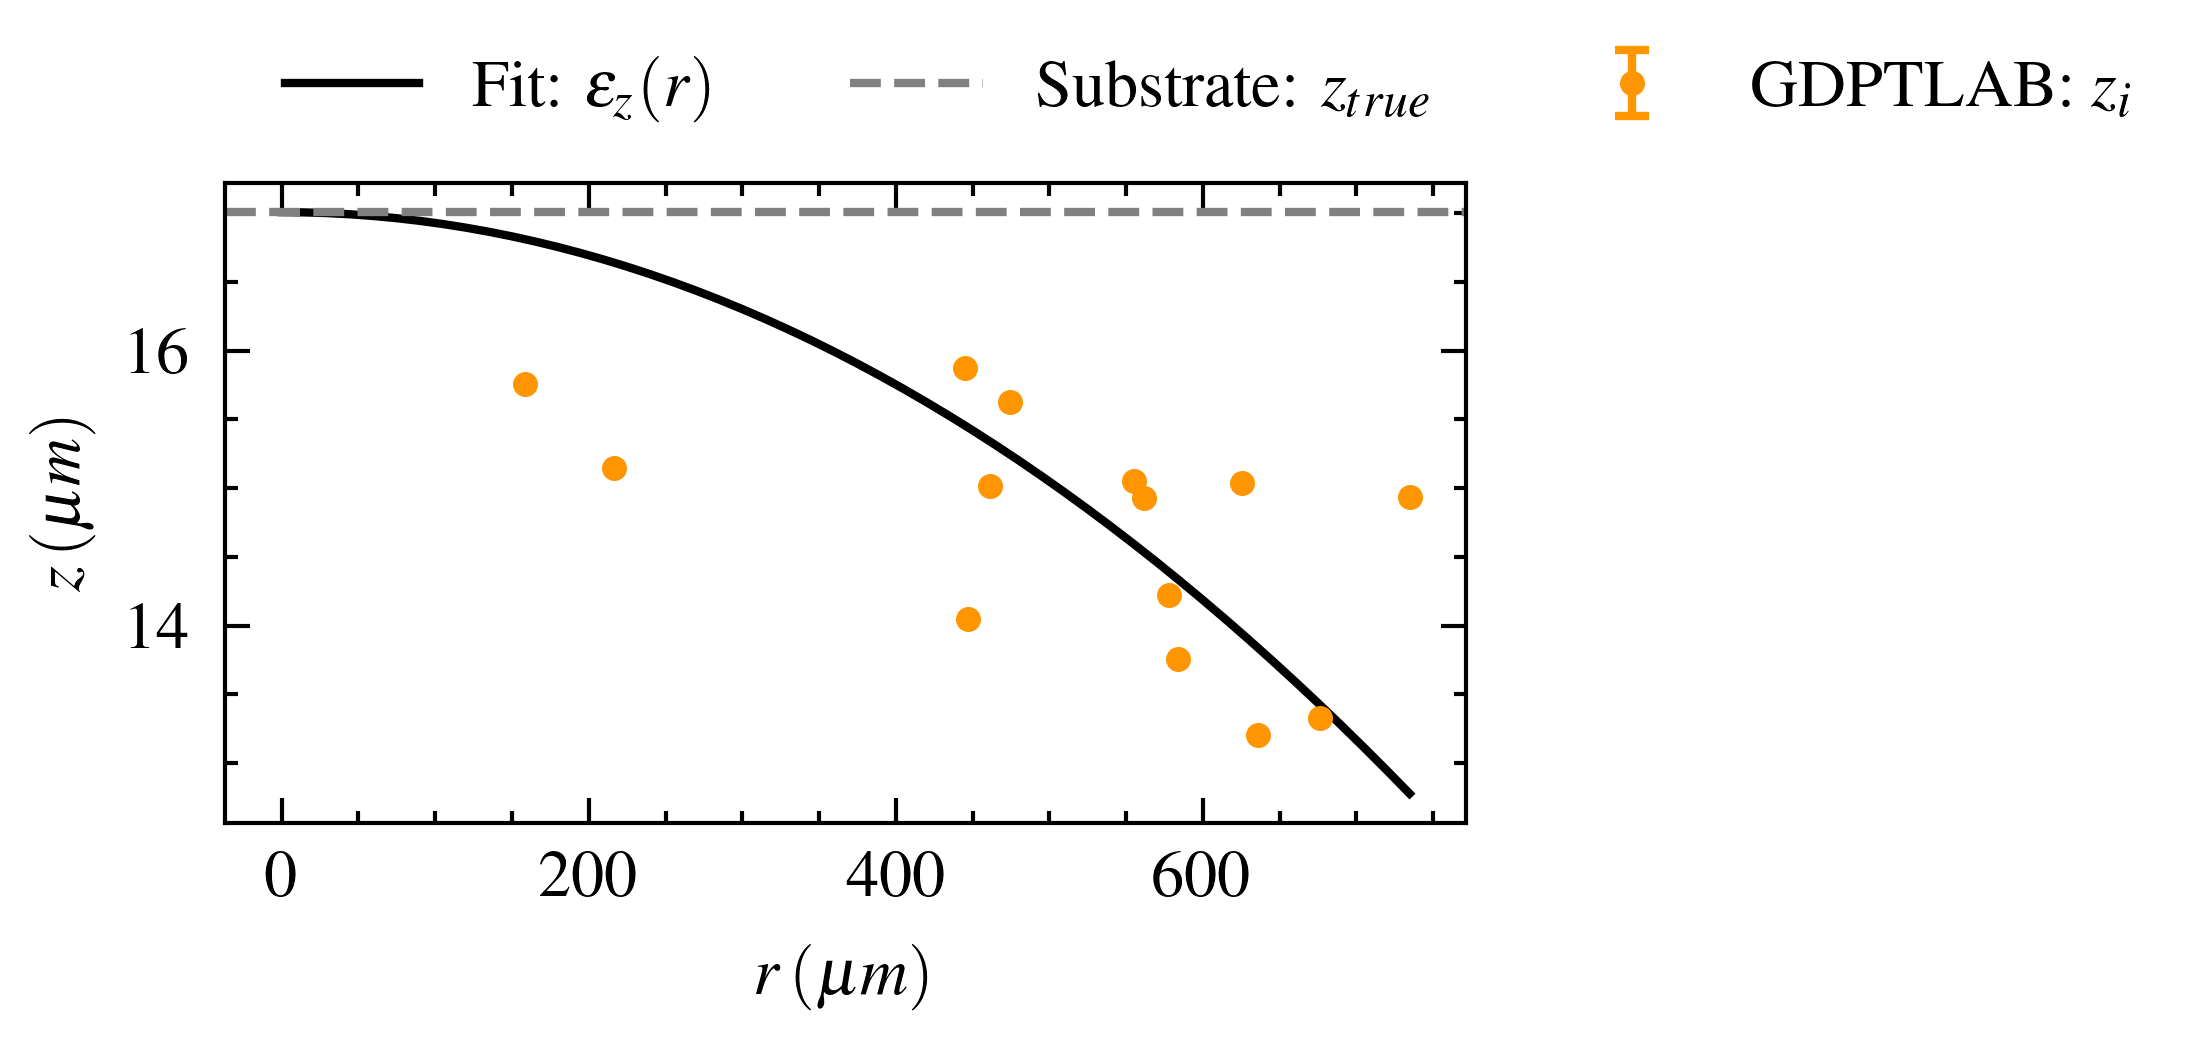 Fit: εz(r) Substrate: ztrue GDPTLAB: zi
16
14
z (μm)
0 200 400 600
r (μm)